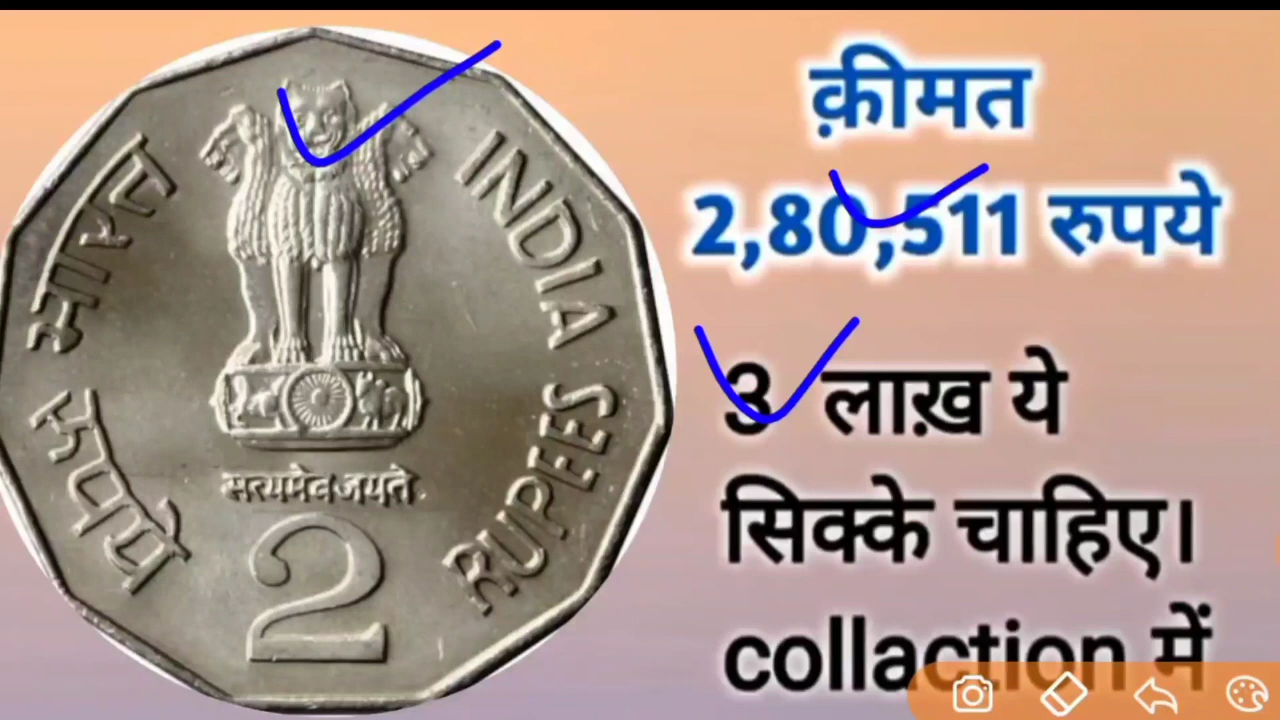 भारत
रूपये
INDIA
RUPEES
सत्यमेव जयते
2
क़ीमत
2,80,511 रुपये
3 लाख़ ये
सिक्के चाहिए।
collaction में